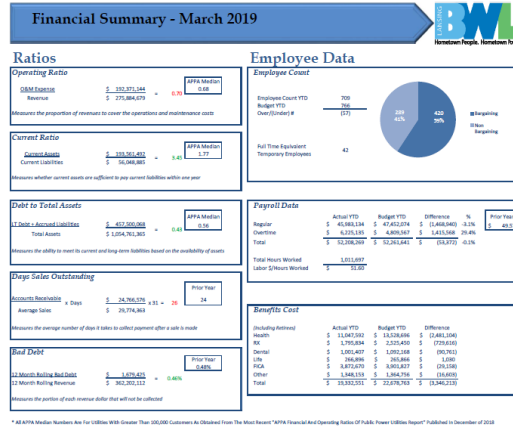 Financial Summary - March 2019
LANSING
BWL
Hometown People. Hometown Po
Ratios
Operating Ratio
APPA Median
0.68
O&M Expense $ 192,371,144 = 0.70
Revenue $ 275,884,679
Measures the proportion of revenues to cover the operations and maintenance costs
Current Ratio
APPA Median
1.77
Current Assets $ 193,561,492 = 3.45
Current Liabilities $ 56,048,885
Measures whether current assets are sufficient to pay current liabilities within one year
Debt to Total Assets
APPA Median
0.56
LT Debt + Accrued Liabilities $ 457,500,068 = 0.43
Total Assets $ 1,054,761,365
Measures the ability to meet its current and long-term liabilities based on the availability of assets
Days Sales Outstanding
Prior Year
24
Accounts Receivable x Days $ 24,766,576 x 31 = 26
Average Sales $ 29,774,363
Measures the average number of days it takes to collect payment after a sale is made
Bad Debt
Prior Year
0.48%
12 Month Rolling Bad Debt $ 1,679,425 = 0.46%
12 Month Rolling Revenue $ 362,202,112
Measures the portion of each revenue dollar that will not be collected
Employee Data
Employee Count
Employee Count YTD 709
Budget YTD 766
Over/(Under) # (57)
Full Time Equivalent
Temporary Employees 42
289
41%
420
59%
Bargaining
Non
Bargaining
Payroll Data
Actual YTD Budget YTD Difference % Prior Year
Regular $ 45,983,134 $ 47,452,074 $ (1,468,940) -3.1% $ 49.5
Overtime $ 6,225,135 $ 4,809,567 $ 1,415,568 29.4%
Total $ 52,208,269 $ 52,261,641 $ (53,372) -0.1%
Total Hours Worked 1,011,697
Labor $/Hours Worked $ 51.60
Benefits Cost
(Including Retirees) Actual YTD Budget YTD Difference
Health $ 11,047,592 $ 13,528,696 $ (2,481,104)
RX $ 1,795,834 $ 2,525,450 $ (729,616)
Dental $ 1,001,407 $ 1,092,168 $ (90,761)
Life $ 266,896 $ 265,866 $ 1,030
FICA $ 3,872,670 $ 3,901,827 $ (29,158)
Other $ 1,348,153 $ 1,364,756 $ (16,603)
Total $ 19,332,551 $ 22,678,763 $ (3,346,213)
* All APPA Median Numbers Are For Utilities With Greater Than 100,000 Customers As Obtained From The Most Recent "APPA Financial And Operating Ratios Of Public Power Utilities Report" Published in December of 2018